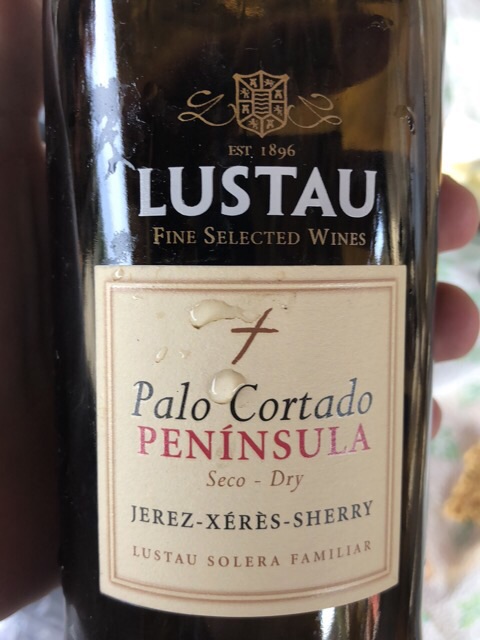 EST 1896
LUSTAU
FINE SELECTED WINES
Palo Cortado
PENÍNSULA
Seco - Dry
JEREZ-XÉRÈS-SHERRY
LUSTAU SOLERA FAMILIAR